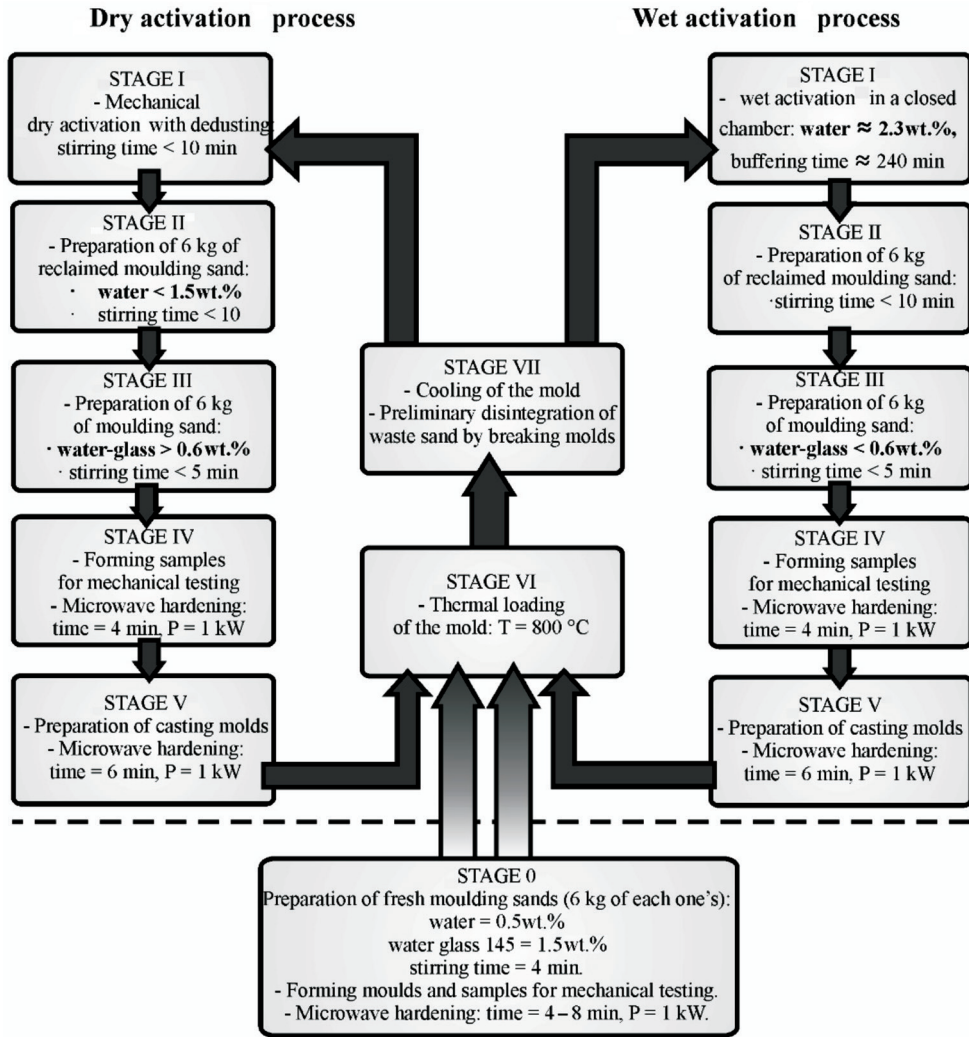 Dry activation process
Wet activation process
STAGE I
- Mechanical
dry activation with dedusting:
stirring time < 10 min
STAGE II
- Preparation of 6 kg of
reclaimed moulding sand:
· water < 1.5wt.%
· stirring time < 10
STAGE III
- Preparation of 6 kg
of moulding sand:
· water-glass > 0.6wt.%
· stirring time < 5 min
STAGE IV
- Forming samples
for mechanical testing
- Microwave hardening:
time = 4 min, P = 1 kW
STAGE V
- Preparation of casting molds
- Microwave hardening:
time = 6 min, P = 1 kW
STAGE VII
- Cooling of the mold
- Preliminary disintegration of
waste sand by breaking molds
STAGE VI
- Thermal loading
of the mold: T = 800 °C
STAGE I
- wet activation in a closed
chamber: water ≈ 2.3wt.%,
buffering time ≈ 240 min
STAGE II
- Preparation of 6 kg
of reclaimed moulding sand:
·stirring time < 10 min
STAGE III
- Preparation of 6 kg
of moulding sand:
· water-glass < 0.6wt.%
· stirring time < 5 min
STAGE IV
- Forming samples
for mechanical testing
- Microwave hardening:
time = 4 min, P = 1 kW
STAGE V
- Preparation of casting molds
- Microwave hardening:
time = 6 min, P = 1 kW
STAGE 0
Preparation of fresh moulding sands (6 kg of each one's):
water = 0.5wt.%
water glass 145 = 1.5wt.%
stirring time = 4 min.
- Forming moulds and samples for mechanical testing.
- Microwave hardening: time = 4 – 8 min, P = 1 kW.